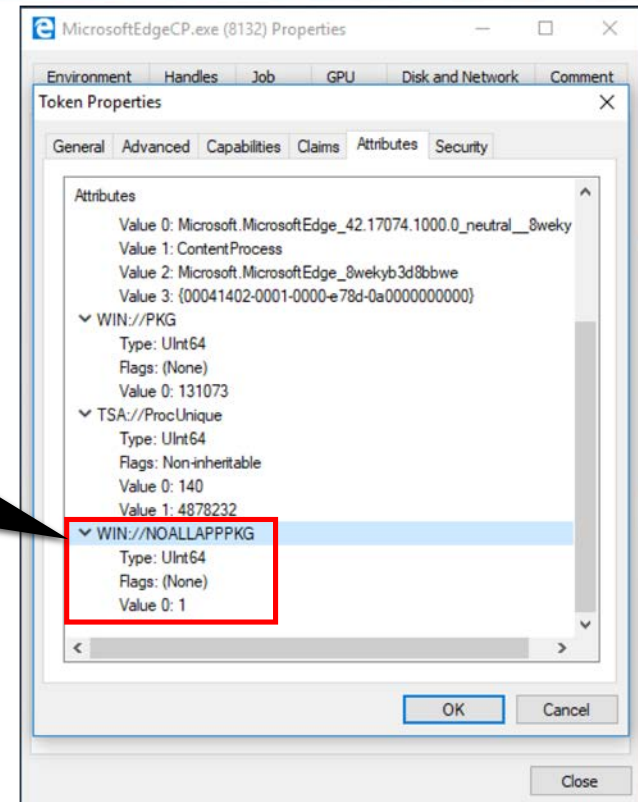 MicrosoftEdgeCP.exe (8132) Properties
Environment Handles Job GPU Disk and Network Comment
Token Properties
General Advanced Capabilities Claims Attributes Security
Attributes
Value 0: Microsoft.MicrosoftEdge_42.17074.1000.0_neutral__8weky
Value 1: ContentProcess
Value 2: Microsoft.MicrosoftEdge_8wekyb3d8bbwe
Value 3: {00041402-0001-0000-e78d-0a0000000000}
WIN://PKG
Type: UInt64
Flags: (None)
Value 0: 131073
TSA://ProcUnique
Type: UInt64
Flags: Non-inheritable
Value 0: 140
Value 1: 4878232
WIN://NOALLAPPPKG
Type: UInt64
Flags: (None)
Value 0: 1
OK Cancel
Close